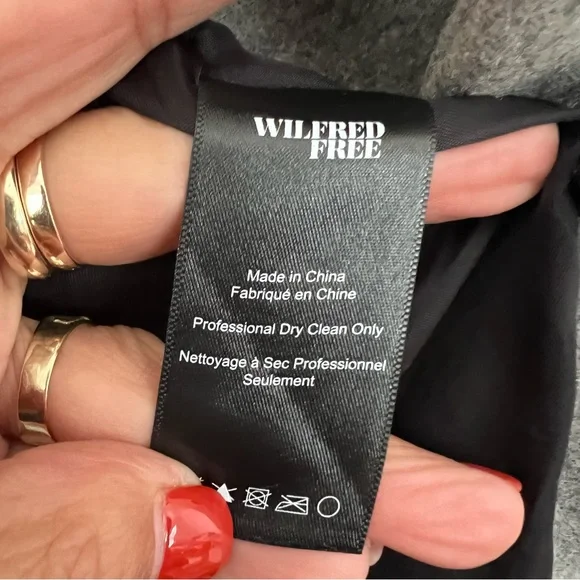 WILFRED
FREE
Made in China
Fabriqué en Chine
Professional Dry Clean Only
Nettoyage à Sec Professionnel
Seulement